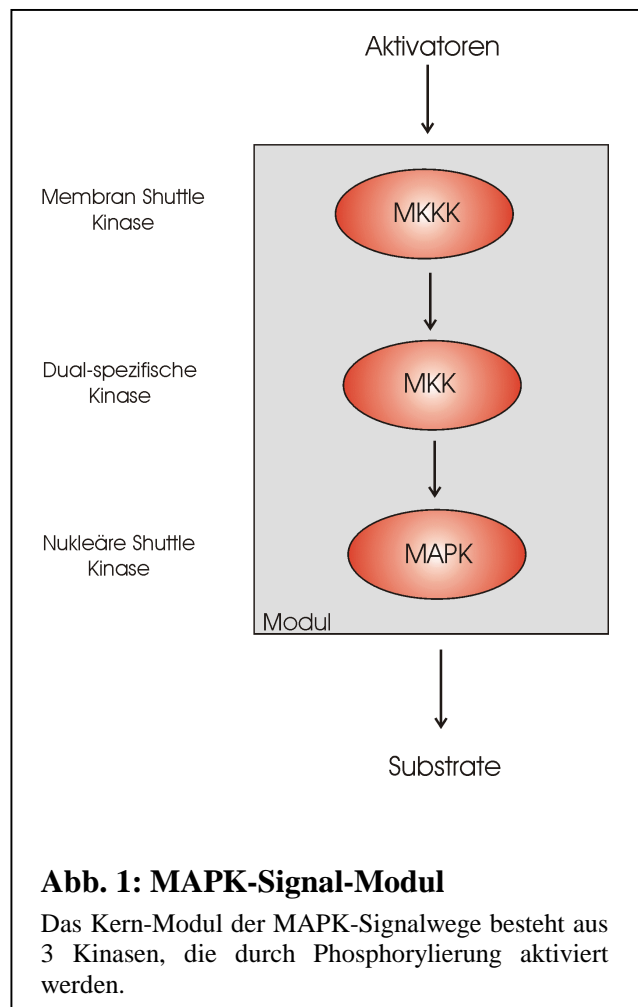 Aktivatoren
Membran Shuttle
Kinase
MKKK
Dual-spezifische
Kinase
MKK
Nukleäre Shuttle
Kinase
MAPK
Modul
Substrate
Abb. 1: MAPK-Signal-Modul
Das Kern-Modul der MAPK-Signalwege besteht aus
3 Kinasen, die durch Phosphorylierung aktiviert
werden.